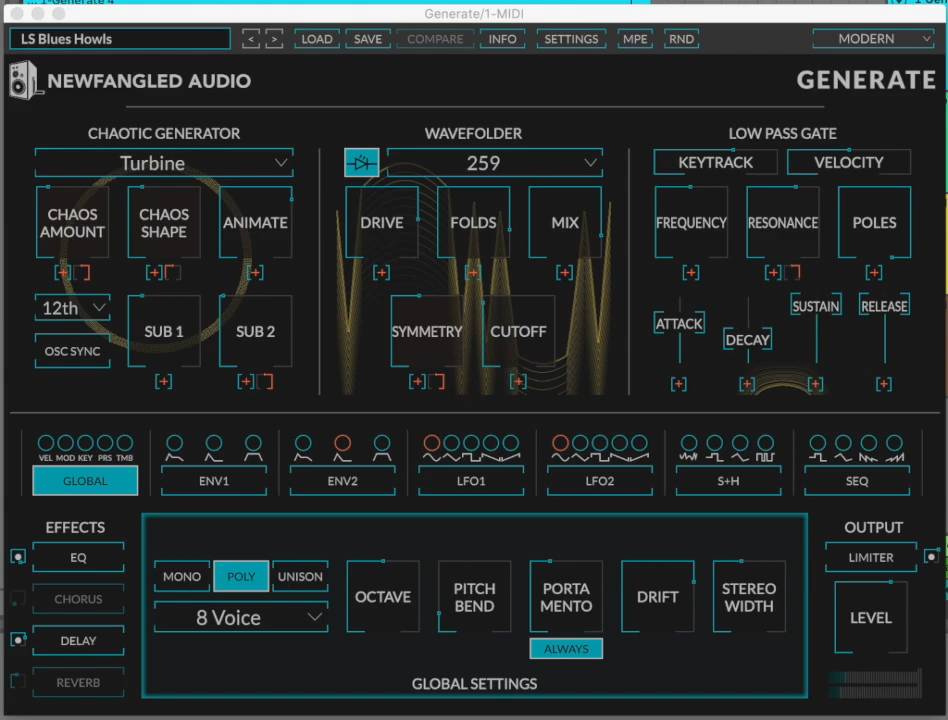 1-Generate 4
Generate/1-MIDI
LS Blues Howls < > LOAD SAVE COMPARE INFO SETTINGS MPE RND MODERN
NEWFANGLED AUDIO GENERATE
CHAOTIC GENERATOR WAVEFOLDER LOW PASS GATE
Turbine 259 KEYTRACK VELOCITY
CHAOS AMOUNT CHAOS SHAPE ANIMATE DRIVE FOLDS MIX FREQUENCY RESONANCE POLES
12th SUB 1 SUB 2 SYMMETRY CUTOFF ATTACK DECAY SUSTAIN RELEASE
OSC SYNC
VEL MOD KEY PRS TMB
GLOBAL ENV1 ENV2 LFO1 LFO2 S+H SEQ
EFFECTS OUTPUT
EQ LIMITER
CHORUS
DELAY
REVERB
MONO POLY UNISON
8 Voice
OCTAVE PITCH BEND PORTA MENTO DRIFT STEREO WIDTH LEVEL
ALWAYS
GLOBAL SETTINGS